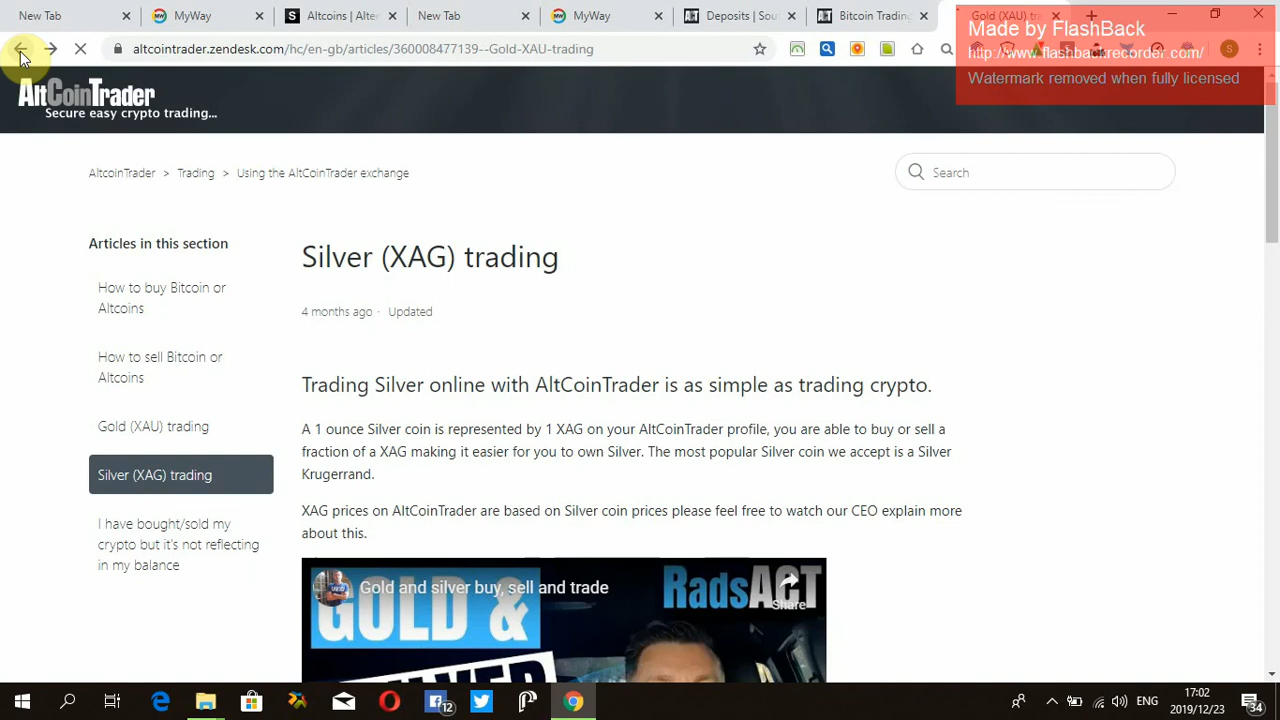 New Tab
MyWay
Altcoins | Alte
New Tab
MyWay
Deposits | Sou
Bitcoin Trading
Gold (XAU) tr
altcointrader.zendesk.com/hc/en-gb/articles/360008477139--Gold-XAU-trading
S
Made by FlashBack
http://www.flashbackrecorder.com/
Watermark removed when fully licensed
AltCoinTrader
Secure easy crypto trading...
AltcoinTrader > Trading > Using the AltCoinTrader exchange
Search
Articles in this section
How to buy Bitcoin or
Altcoins
How to sell Bitcoin or
Altcoins
Gold (XAU) trading
Silver (XAG) trading
I have bought/sold my
crypto but it's not reflecting
in my balance
Silver (XAG) trading
4 months ago · Updated
Trading Silver online with AltCoinTrader is as simple as trading crypto.
A 1 ounce Silver coin is represented by 1 XAG on your AltCoinTrader profile, you are able to buy or sell a
fraction of a XAG making it easier for you to own Silver. The most popular Silver coin we accept is a Silver
Krugerrand.
XAG prices on AltCoinTrader are based on Silver coin prices please feel free to watch our CEO explain more
about this.
Gold and silver buy, sell and trade
GOLD &
SILVER
RadsACT
Share
12
ENG
17:02
2019/12/23
34